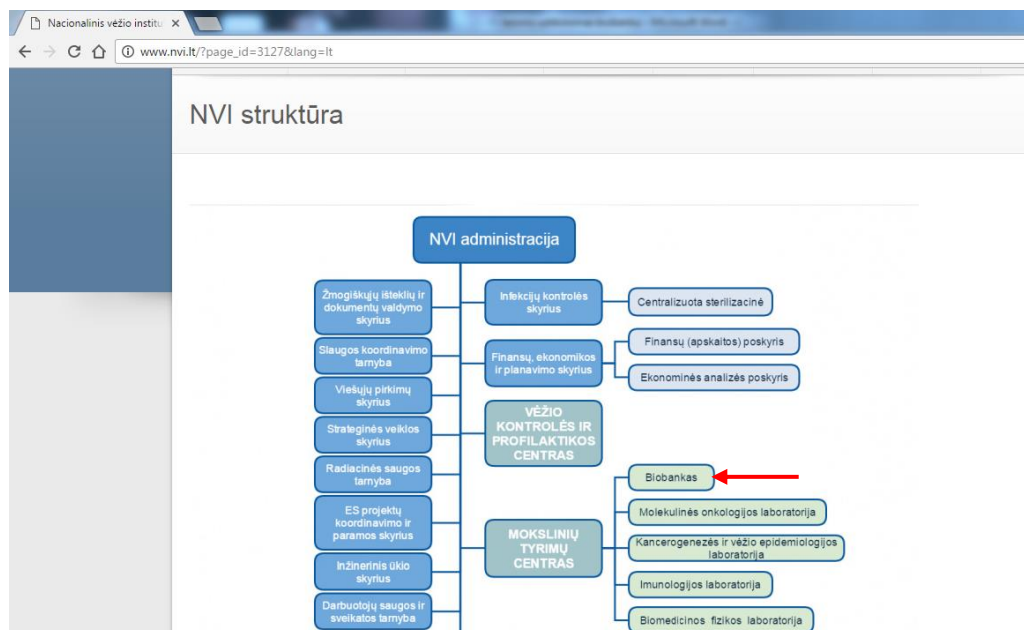 Nacionalinis vėžio institu
www.nvi.lt/?page_id=3127&lang=lt
NVI struktūra
NVI administracija
Žmogiškųjų išteklių ir
dokumentų valdymo
skyrius
Slaugos koordinavimo
tarnyba
Viešųjų pirkimų
skyrius
Strateginės veiklos
skyrius
Radiacinės saugos
tarnyba
ES projektų
koordinavimo ir
paramos skyrius
Inžinerinis ūkio
skyrius
Darbuotojų saugos ir
sveikatos tarnyba
Infekcijų kontrolės
skyrius
Centralizuota sterilizacinė
Finansų, ekonomikos
ir planavimo skyrius
Finansų (apskaitos) poskyris
Ekonominės analizės poskyris
VĖŽIO
KONTROLĖS IR
PROFILAKTIKOS
CENTRAS
MOKSLINIŲ
TYRIMŲ
CENTRAS
Biobankas
Molekulinės onkologijos laboratorija
Kancerogenezės ir vėžio epidemiologijos
laboratorija
Imunologijos laboratorija
Biomedicinos fizikos laboratorija